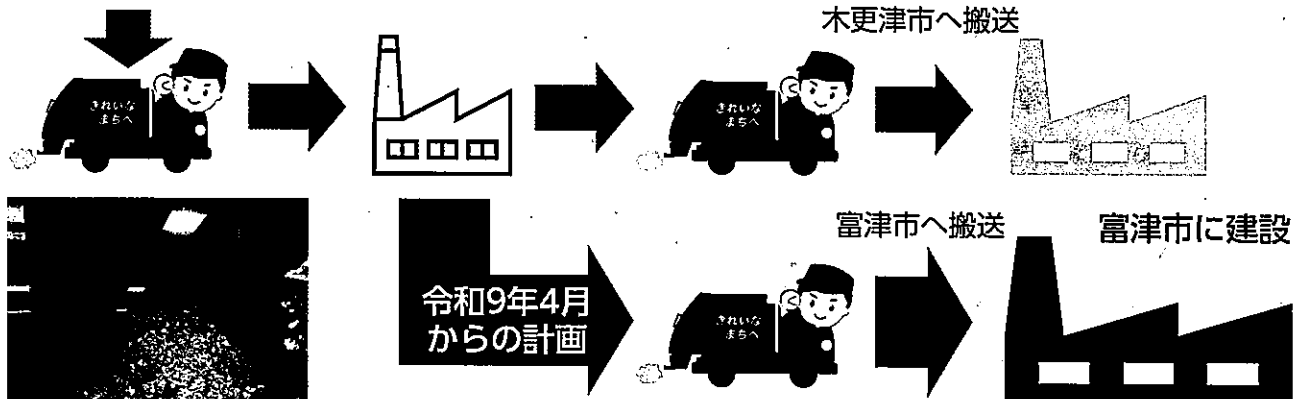 木更津市へ搬送
きれいな
まちへ
きれいな
まちへ
富津市へ搬送
富津市に建設
令和9年4月
からの計画
きれいな
まちへ